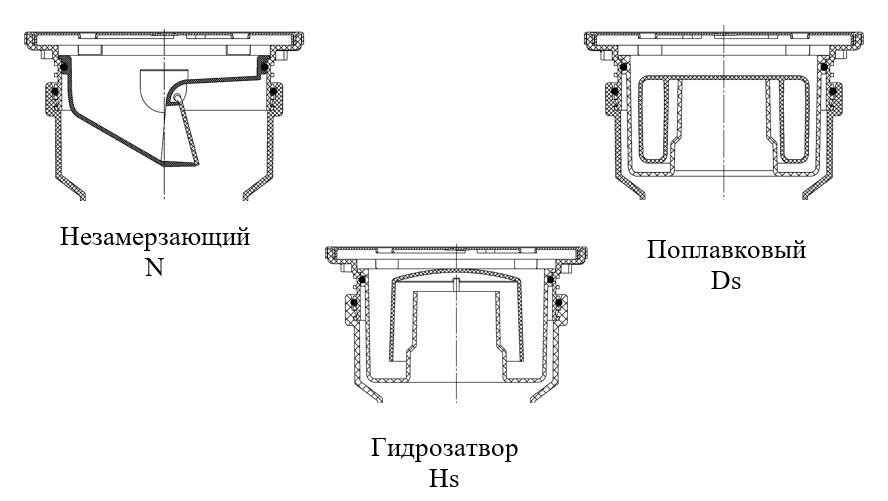 Незамерзающий
N
Поплавковый
Ds
Гидрозатвор
Hs